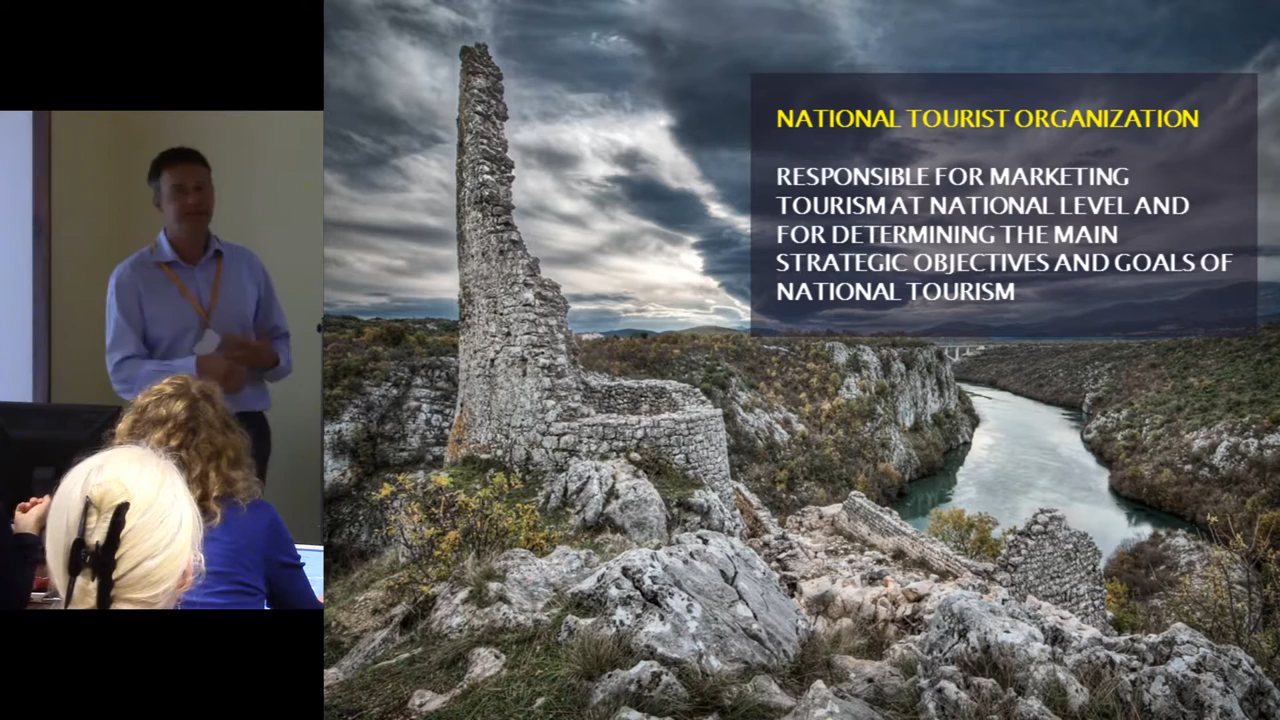 NATIONAL TOURIST ORGANIZATION
RESPONSIBLE FOR MARKETING
TOURISM AT NATIONAL LEVEL AND
FOR DETERMINING THE MAIN
STRATEGIC OBJECTIVES AND GOALS OF
NATIONAL TOURISM